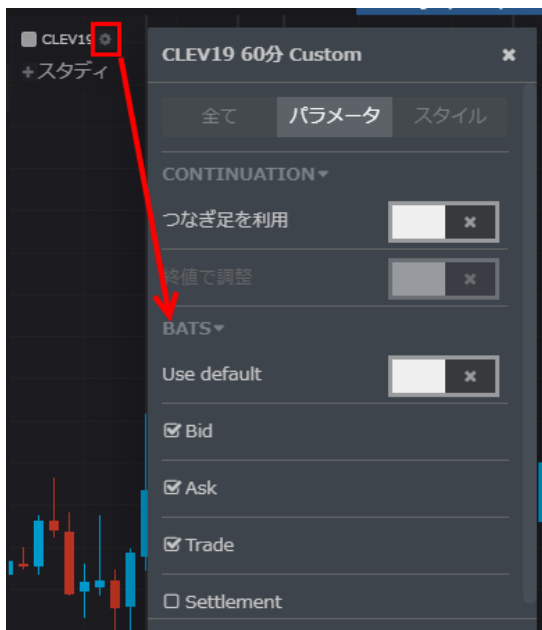 CLEV19
+スタディ
CLEV19 60分 Custom
全て パラメータ スタイル
CONTINUATION
つなぎ足を利用
終値で調整
BATS
Use default
Bid
Ask
Trade
Settlement